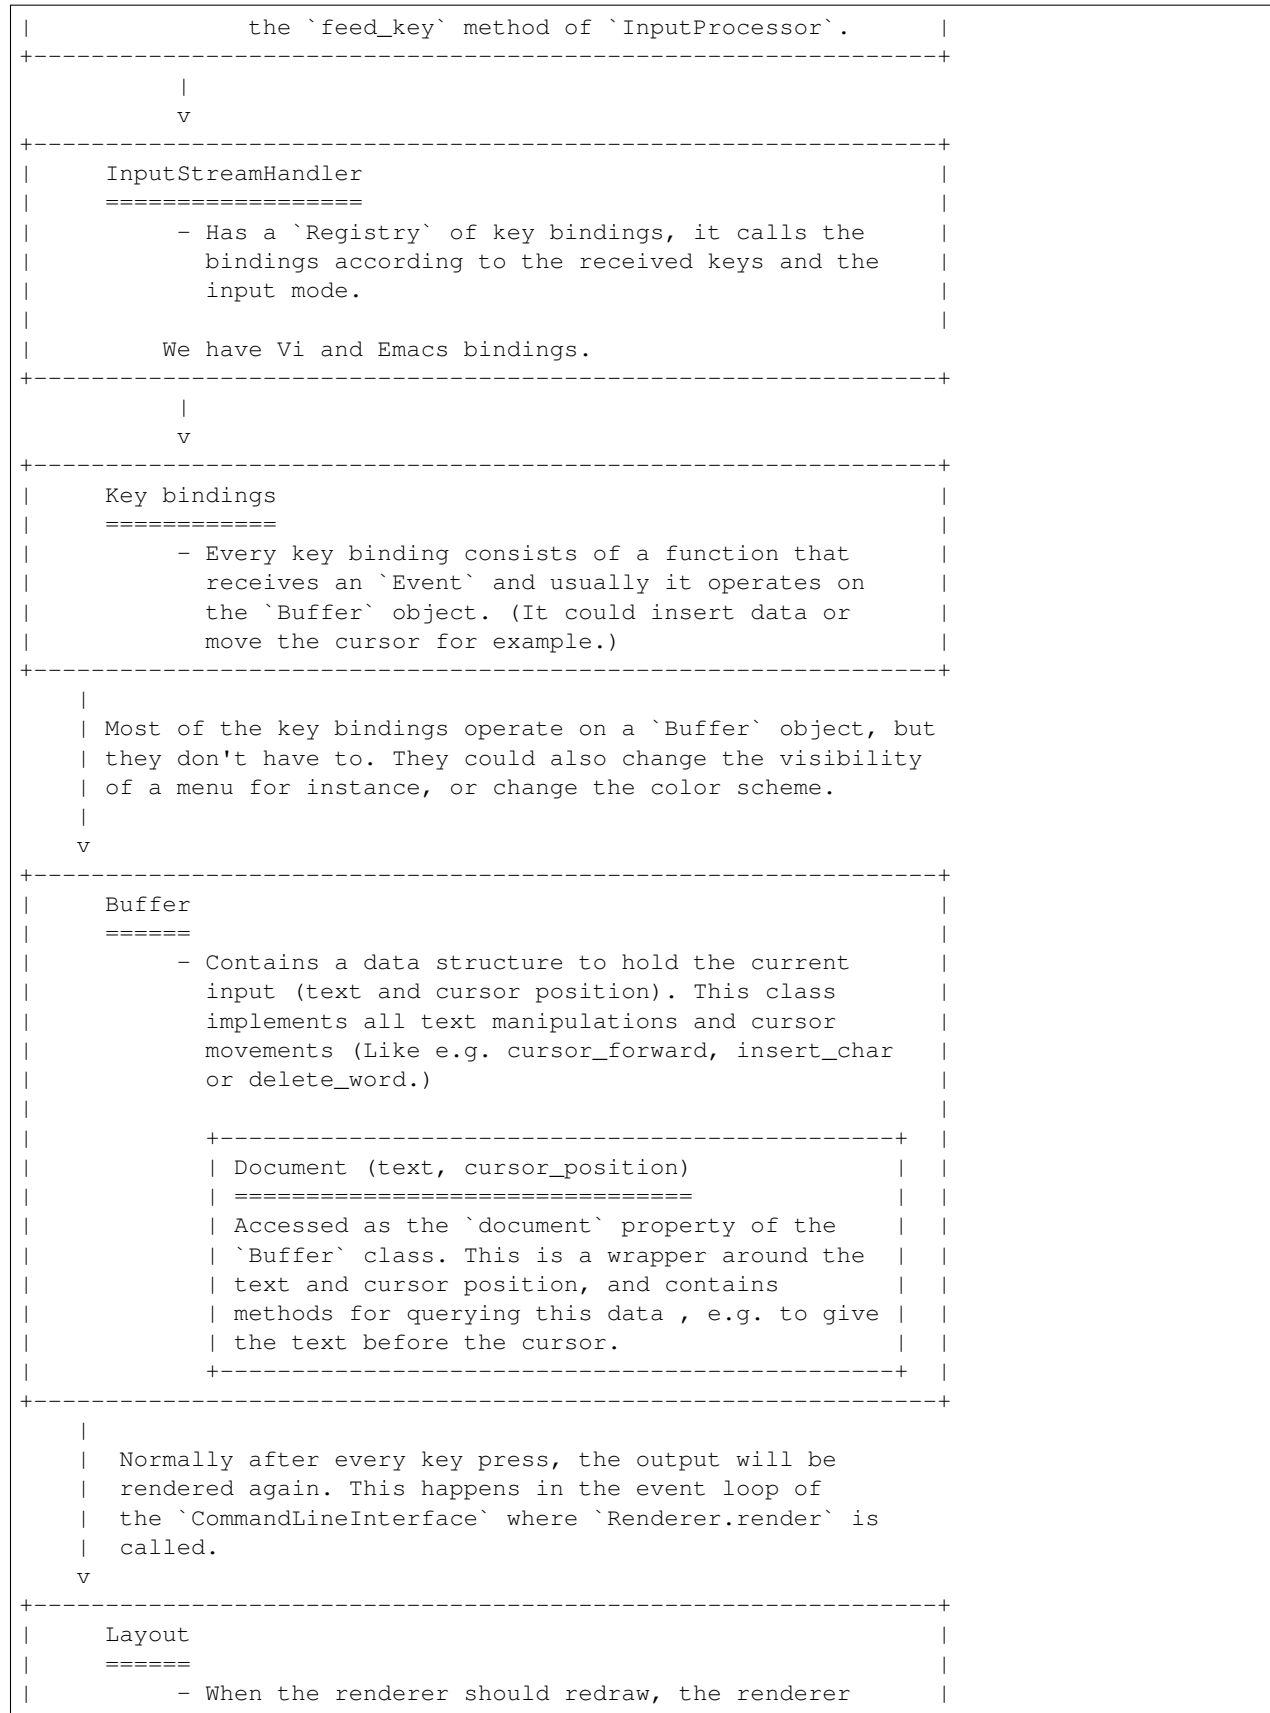 |               the `feed_key` method of `InputProcessor`.      |
+---------------------------------------------------------------+
           |
           v
+---------------------------------------------------------------+
|     InputStreamHandler                                        |
|     ==================                                        |
|          - Has a `Registry` of key bindings, it calls the     |
|            bindings according to the received keys and the    |
|            input mode.                                        |
|                                                               |
|         We have Vi and Emacs bindings.
+---------------------------------------------------------------+
           |
           v
+---------------------------------------------------------------+
|     Key bindings                                              |
|     ============                                              |
|          - Every key binding consists of a function that      |
|            receives an `Event` and usually it operates on     |
|            the `Buffer` object. (It could insert data or      |
|            move the cursor for example.)                      |
+---------------------------------------------------------------+
    |
    | Most of the key bindings operate on a `Buffer` object, but
    | they don't have to. They could also change the visibility
    | of a menu for instance, or change the color scheme.
    |
    v
+---------------------------------------------------------------+
|     Buffer                                                    |
|     ======                                                    |
|          - Contains a data structure to hold the current      |
|            input (text and cursor position). This class       |
|            implements all text manipulations and cursor       |
|            movements (Like e.g. cursor_forward, insert_char   |
|            or delete_word.)                                   |
|                                                               |
|            +-----------------------------------------------+  |
|            | Document (text, cursor_position)              |  |
|            | ================================              |  |
|            | Accessed as the `document` property of the    |  |
|            | `Buffer` class. This is a wrapper around the  |  |
|            | text and cursor position, and contains        |  |
|            | methods for querying this data , e.g. to give |  |
|            | the text before the cursor.                   |  |
|            +-----------------------------------------------+  |
+---------------------------------------------------------------+
    |
    |  Normally after every key press, the output will be
    |  rendered again. This happens in the event loop of
    |  the `CommandLineInterface` where `Renderer.render` is
    |  called.
    v
+---------------------------------------------------------------+
|     Layout                                                    |
|     ======                                                    |
|          - When the renderer should redraw, the renderer      |